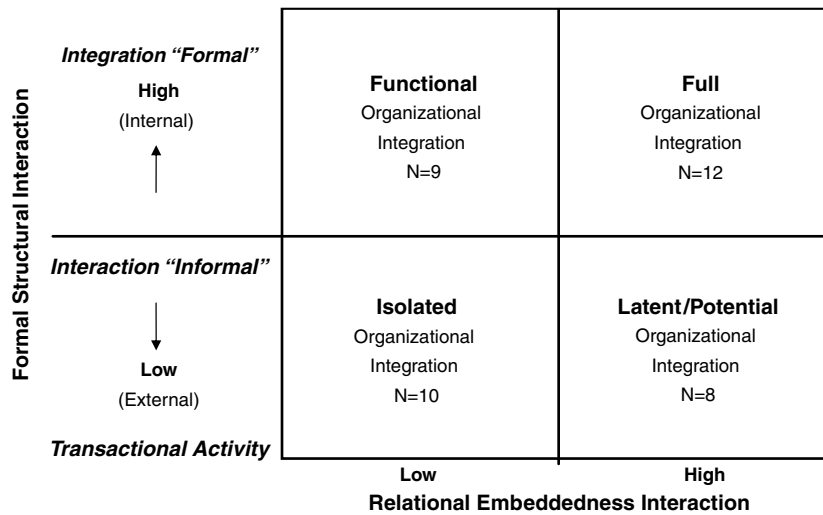 Formal Structural Interaction
Integration “Formal”
High
(Internal)
Functional
Organizational
Integration
N=9
Full
Organizational
Integration
N=12
Interaction “Informal”
Low
(External)
Transactional Activity
Isolated
Organizational
Integration
N=10
Latent/Potential
Organizational
Integration
N=8
Low
High
Relational Embeddedness Interaction